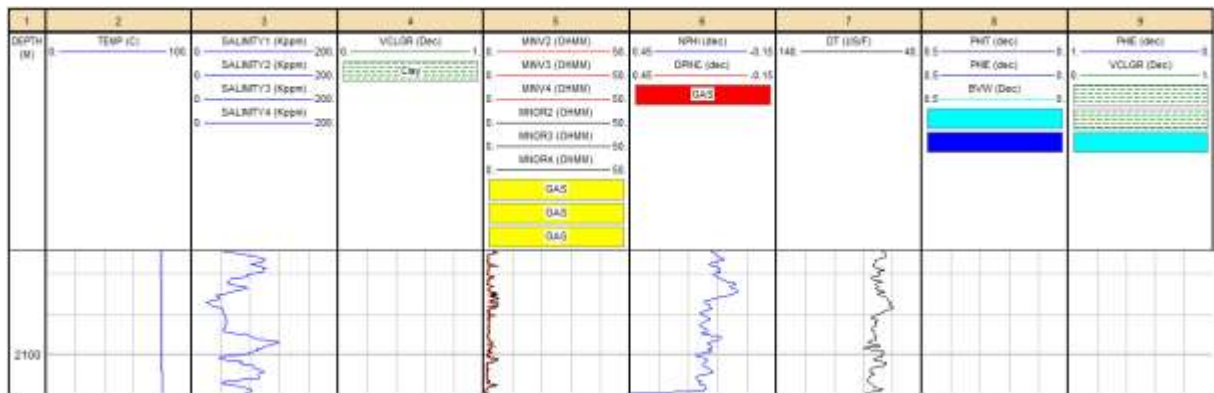 1 2 3 4 5 6 7 8 9
DEPTH (M)
TEMP (C)
0. 100.
SALINITY1 (Kppm)
0. 200.
SALINITY2 (Kppm)
0. 200.
SALINITY3 (Kppm)
0. 200.
SALINITY4 (Kppm)
0. 200.
VCLGR (Dec)
0. 1.
Clay
MINV2 (OHMM)
0. 50.
MINV3 (OHMM)
0. 50.
MINV4 (OHMM)
0. 50.
MNOR2 (OHMM)
0. 50.
MNOR3 (OHMM)
0. 50.
MNOR4 (OHMM)
0. 50.
GAS
GAS
GAS
NPHI (dec)
0.45 -0.15
0.45 -0.15
GAS
DT (US/F)
140. 40.
PHIT (dec)
0.5 0.
PHIE (dec)
0.5 0.
BVW (Dec)
0.5 0.
PHIE (dec)
1. 0.
VCLGR (Dec)
0. 1.
2100